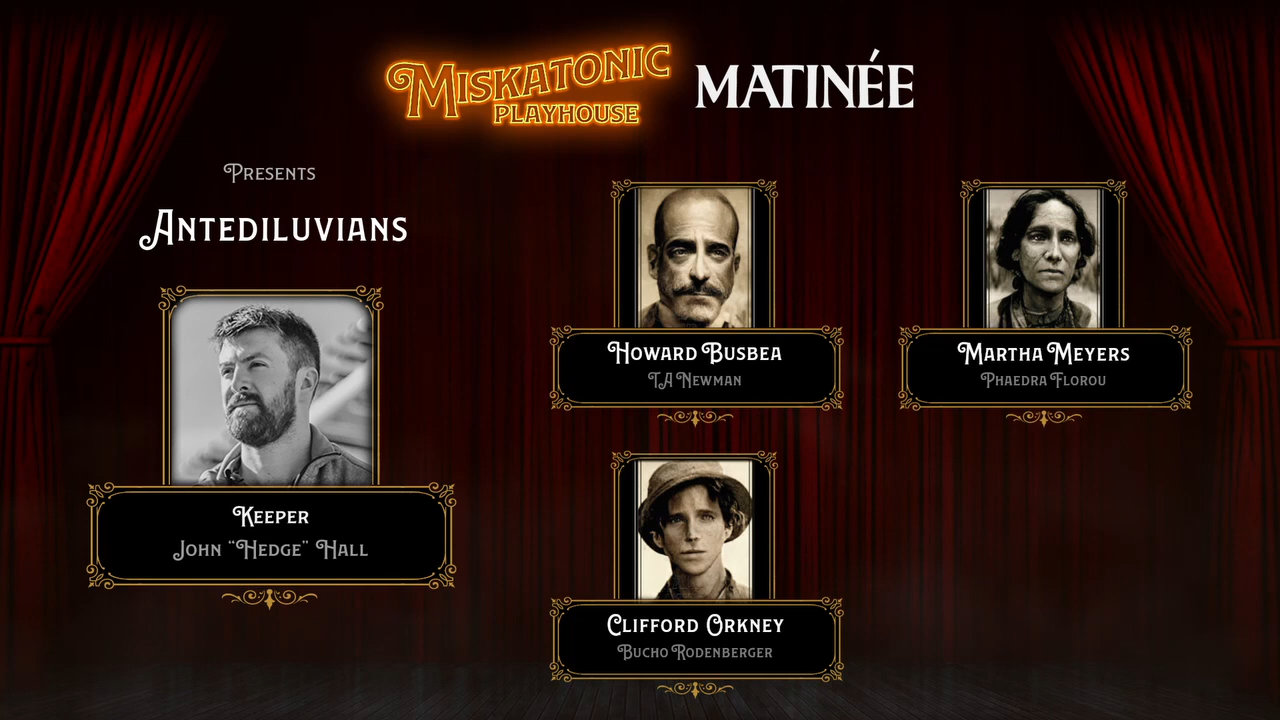 Miskatonic
Playhouse
Matinée
Presents
Antediluvians
Keeper
John "Hedge" Hall
Howard Busbea
TA Newman
Martha Meyers
Phaedra Florou
Clifford Orkney
Bucho Rodenberger